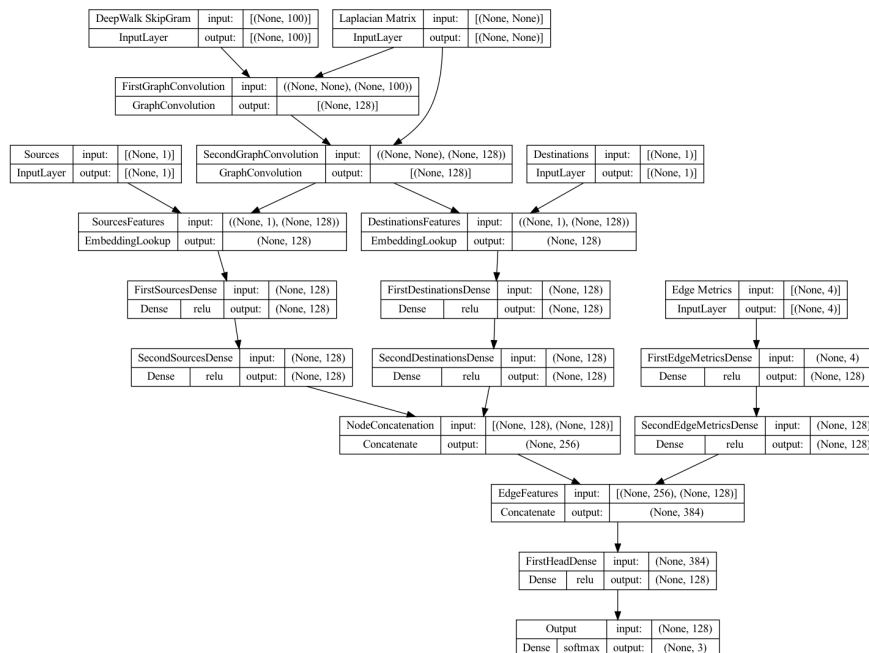 DeepWalk SkipGram input: [(None, 100)]
InputLayer output: [(None, 100)]
Laplacian Matrix input: [(None, None)]
InputLayer output: [(None, None)]
FirstGraphConvolution input: ((None, None), (None, 100))
GraphConvolution output: [(None, 128)]
Sources input: [(None, 1)]
InputLayer output: [(None, 1)]
SecondGraphConvolution input: ((None, None), (None, 128))
GraphConvolution output: [(None, 128)]
Destinations input: [(None, 1)]
InputLayer output: [(None, 1)]
SourcesFeatures input: ((None, 1), (None, 128))
EmbeddingLookup output: (None, 128)
DestinationsFeatures input: ((None, 1), (None, 128))
EmbeddingLookup output: (None, 128)
FirstSourcesDense input: (None, 128)
Dense relu output: (None, 128)
FirstDestinationsDense input: (None, 128)
Dense relu output: (None, 128)
Edge Metrics input: [(None, 4)]
InputLayer output: [(None, 4)]
SecondSourcesDense input: (None, 128)
Dense relu output: (None, 128)
SecondDestinationsDense input: (None, 128)
Dense relu output: (None, 128)
FirstEdgeMetricsDense input: (None, 4)
Dense relu output: (None, 128)
NodeConcatenation input: [(None, 128), (None, 128)]
Concatenate output: (None, 256)
SecondEdgeMetricsDense input: (None, 128)
Dense relu output: (None, 128)
EdgeFeatures input: [(None, 256), (None, 128)]
Concatenate output: (None, 384)
FirstHeadDense input: (None, 384)
Dense relu output: (None, 128)
Output input: (None, 128)
Dense softmax output: (None, 3)